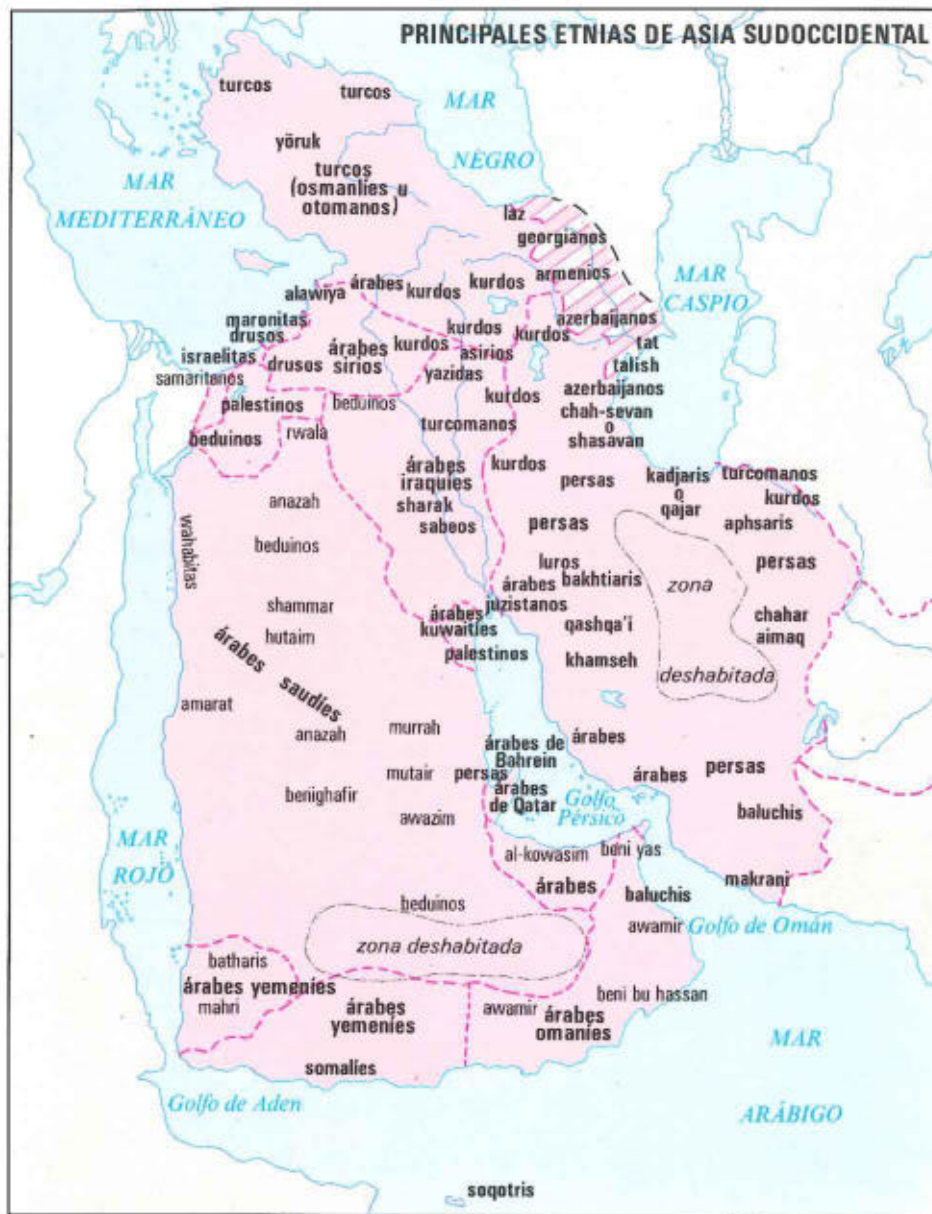 PRINCIPALES ETNIAS DE ASIA SUDOCCIDENTAL
turcos
turcos
MAR
NEGRO
yöruk
turcos
(osmanlíes u
otomanos)
MAR
MEDITERRÁNEO
laz
georgianos
armenios
MAR
CASPIO
alawiya
árabes
kurdos
kurdos
azerbaijanos
maronitas
drusos
kurdos
kurdos
tat
israelitas
drusos
árabes
sirios
kurdos
asirios
talish
samaritanos
yazidas
azerbaijanos
palestinos
beduinos
kurdos
chah-sevan
o
shasavan
beduinos
rwala
turcomanos
árabes
iraquíes
kurdos
persas
kadjaris
o
qajar
turcomanos
kurdos
anazah
sharak
sabeos
aphsaris
wahabitas
beduinos
persas
persas
luros
zona
deshabitada
árabes
bakhtiaris
juzistanos
shammar
árabes
kuwaitíes
qashqa'i
chahar
aimaq
hutaim
palestinos
khamseh
árabes
saudíes
amarat
anazah
murrah
árabes de
Bahrein
árabes
mutair
persas
árabes
persas
benighafir
árabes
de Qatar
Golfo
Pérsico
baluchis
awazim
MAR
ROJO
al-kowasim
beni yas
árabes
baluchis
makrani
beduinos
awamir
Golfo de Omán
zona deshabitada
batharis
árabes yemeníes
mahri
árabes
yemeníes
awamir
árabes
omaníes
beni bu hassan
somalíes
MAR
ARÁBIGO
Golfo de Aden
soqotris